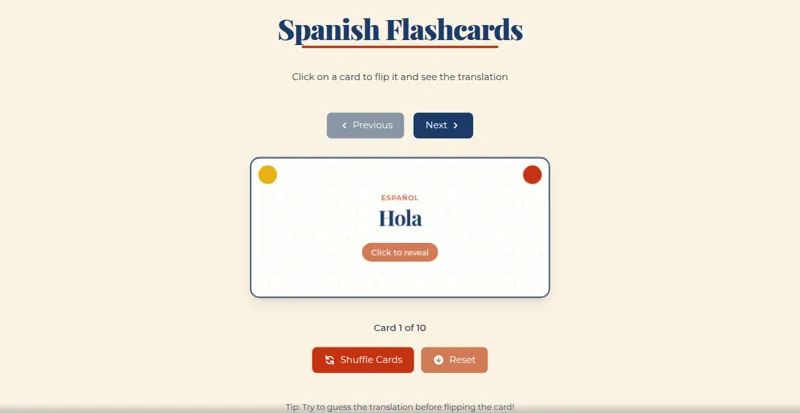 Spanish Flashcards
Click on a card to flip it and see the translation
Previous
Next
ESPAÑOL
Hola
Click to reveal
Card 1 of 10
Shuffle Cards
Reset
Tip: Try to guess the translation before flipping the card!